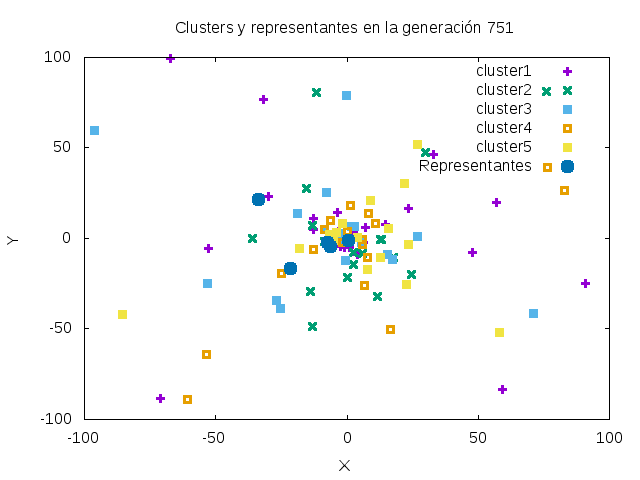 Clusters y representantes en la generación 751
100
50
0
-50
-100
Y
-100
-50
0
50
100
X
cluster1
cluster2
cluster3
cluster4
cluster5
Representantes